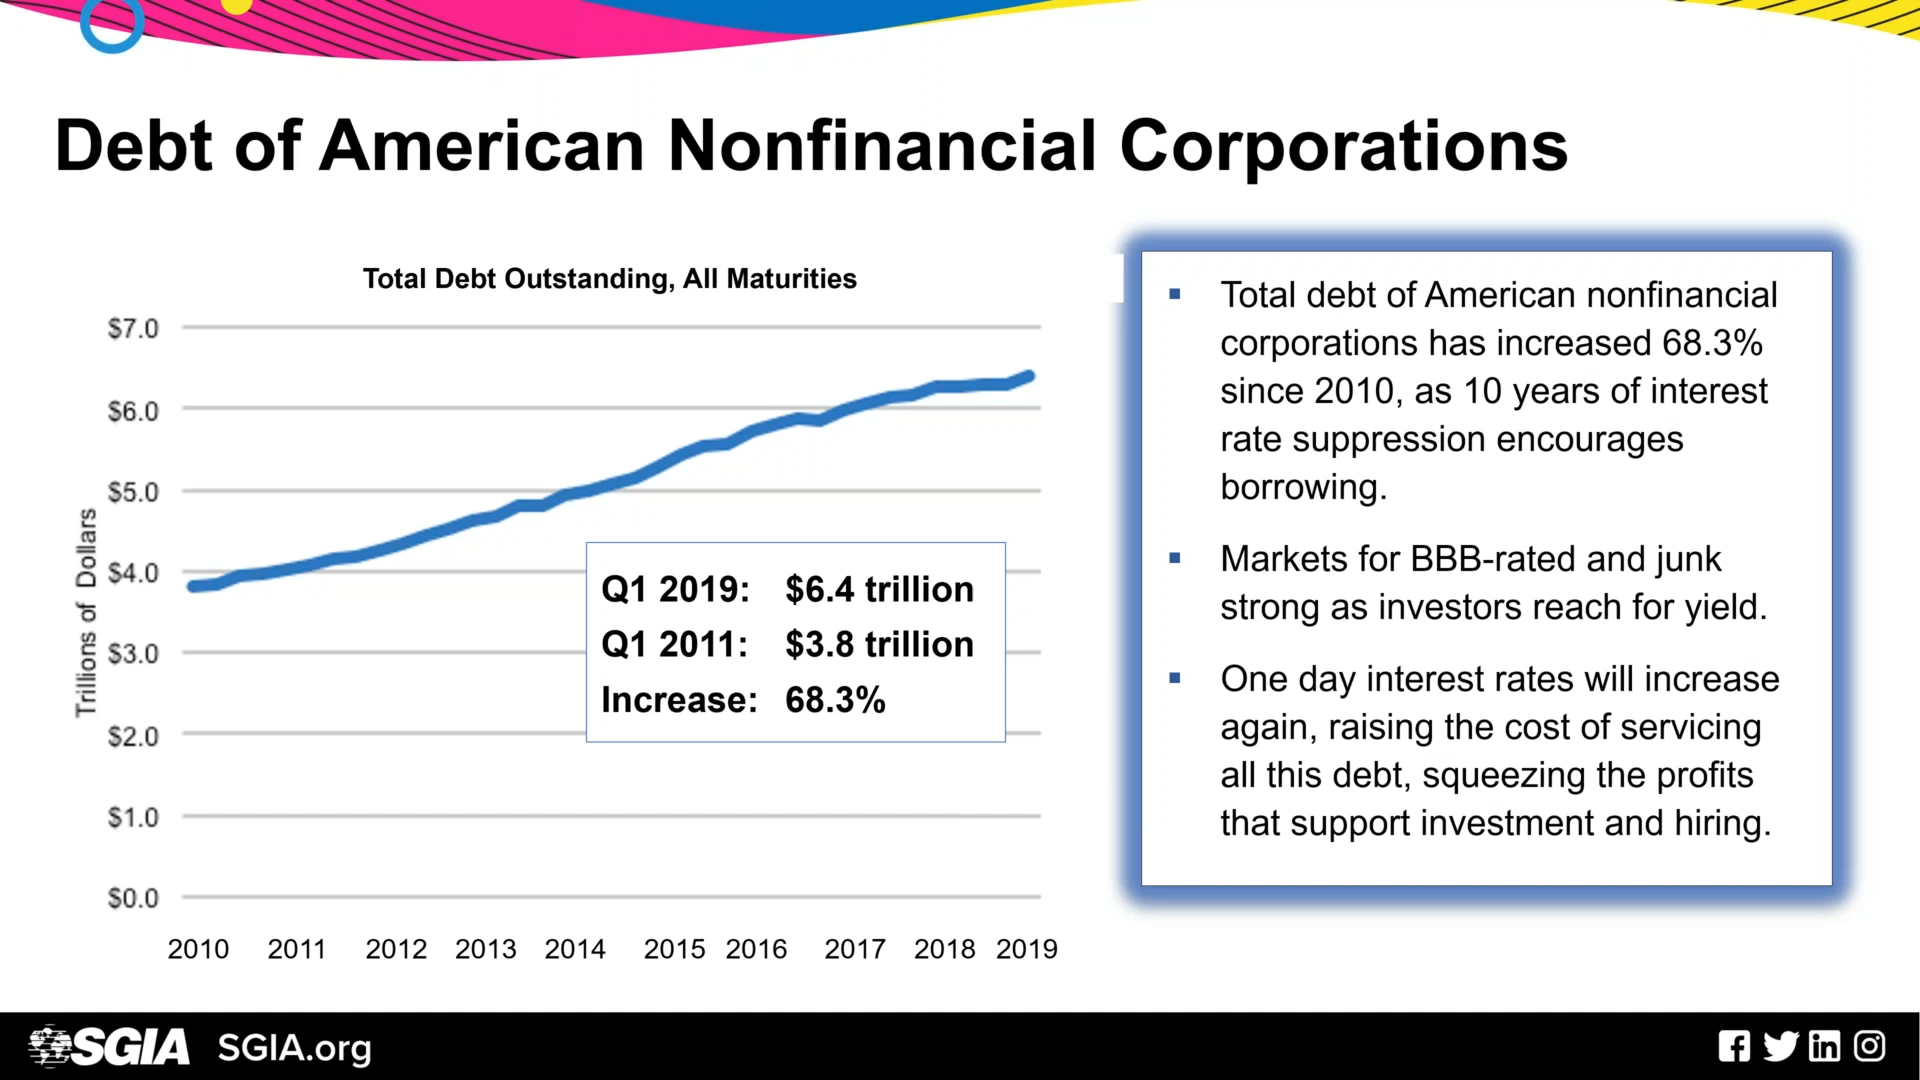 Debt of American Nonfinancial Corporations
Total Debt Outstanding, All Maturities
Trillions of Dollars
$7.0
$6.0
$5.0
$4.0
$3.0
$2.0
$1.0
$0.0
2010 2011 2012 2013 2014 2015 2016 2017 2018 2019
Q1 2019: $6.4 trillion
Q1 2011: $3.8 trillion
Increase: 68.3%
▪ Total debt of American nonfinancial
corporations has increased 68.3%
since 2010, as 10 years of interest
rate suppression encourages
borrowing.
▪ Markets for BBB-rated and junk
strong as investors reach for yield.
▪ One day interest rates will increase
again, raising the cost of servicing
all this debt, squeezing the profits
that support investment and hiring.
SGIA SGIA.org